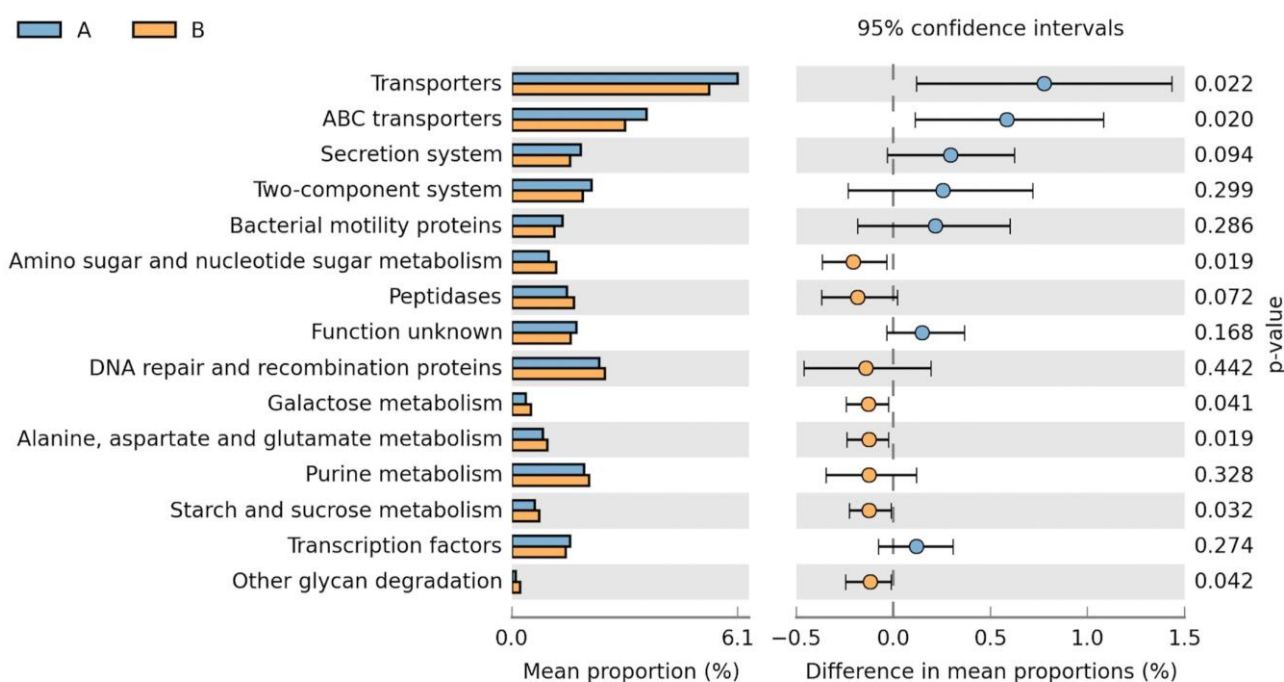 A B
95% confidence intervals
Transporters 0.022
ABC transporters 0.020
Secretion system 0.094
Two-component system 0.299
Bacterial motility proteins 0.286
Amino sugar and nucleotide sugar metabolism 0.019
Peptidases 0.072
Function unknown 0.168
DNA repair and recombination proteins 0.442
Galactose metabolism 0.041
Alanine, aspartate and glutamate metabolism 0.019
Purine metabolism 0.328
Starch and sucrose metabolism 0.032
Transcription factors 0.274
Other glycan degradation 0.042
p-value
0.0 6.1 −0.5 0.0 0.5 1.0 1.5
Mean proportion (%) Difference in mean proportions (%)